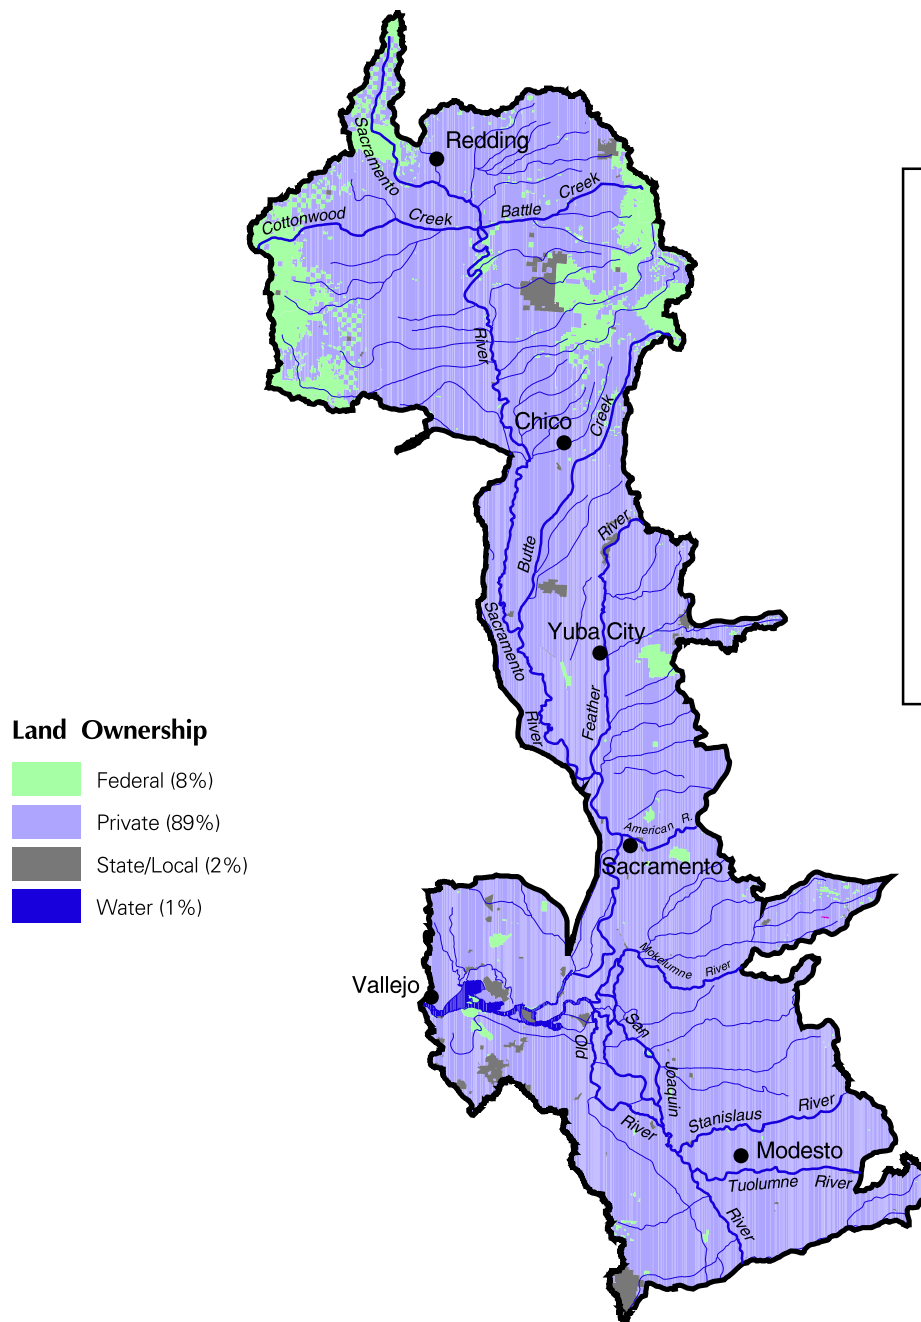 Redding
Sacramento
Cottonwood
Creek
Battle
Creek
River
Chico
Creek
River
Butte
Sacramento
Yuba City
River
Feather
Land Ownership
Federal (8%)
Private (89%)
State/Local (2%)
Water (1%)
American R.
Sacramento
Mokelumne River
Vallejo
San
Old
Joaquin
River
Stanislaus River
Modesto
Tuolumne River
River